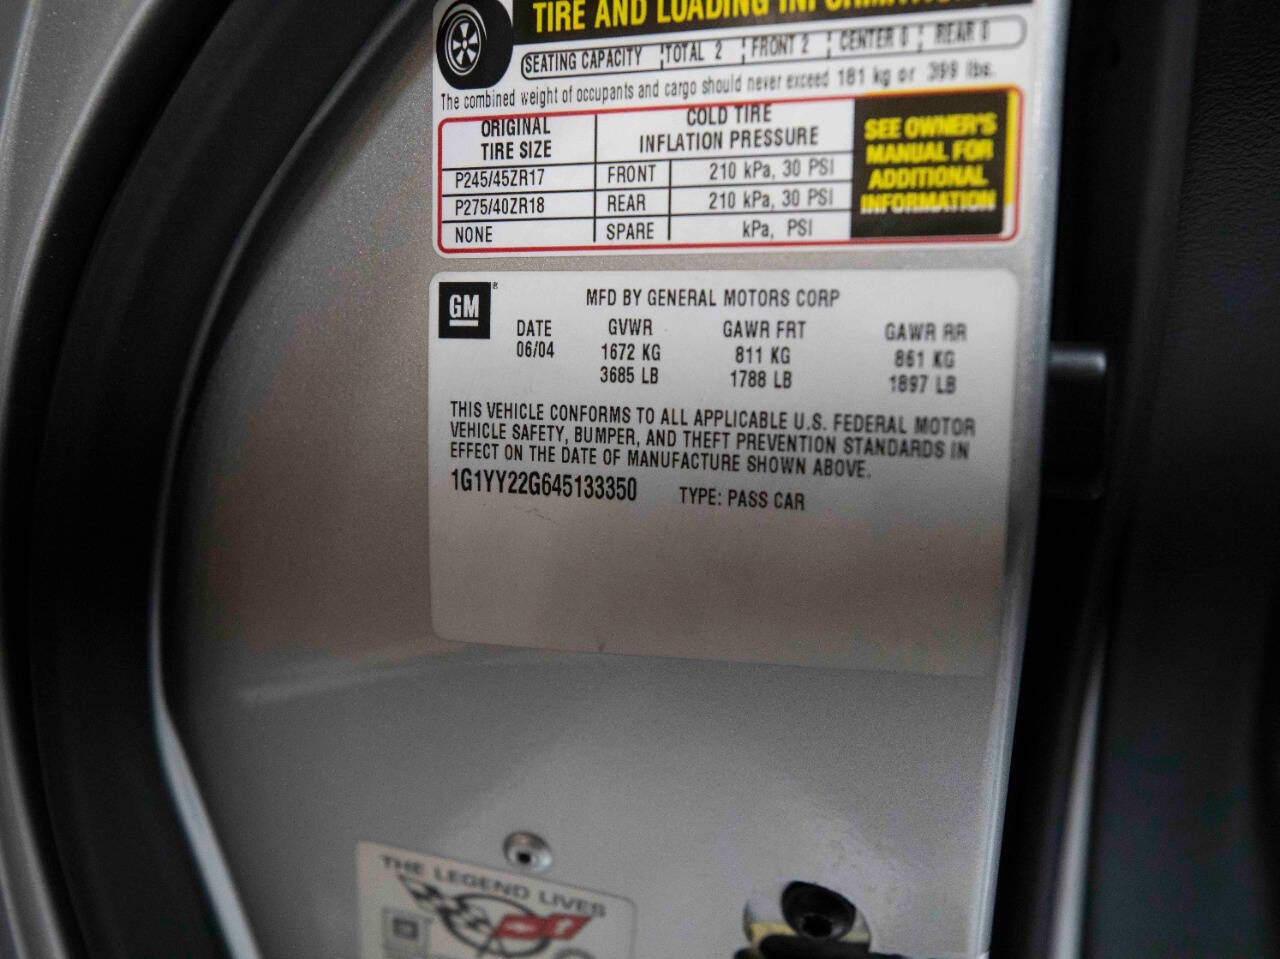 TIRE AND LOADING INFORMATION
SEATING CAPACITY TOTAL 2 FRONT 2 CENTER 0 REAR 0
The combined weight of occupants and cargo should never exceed 181 kg or 399 lbs.
ORIGINAL TIRE SIZE
COLD TIRE INFLATION PRESSURE
SEE OWNER'S
MANUAL FOR
ADDITIONAL
INFORMATION
P245/45ZR17 FRONT 210 kPa, 30 PSI
P275/40ZR18 REAR 210 kPa, 30 PSI
NONE SPARE kPa, PSI
GM®
MFD BY GENERAL MOTORS CORP
DATE GVWR GAWR FRT GAWR RR
06/04 1672 KG 811 KG 861 KG
3685 LB 1788 LB 1897 LB
THIS VEHICLE CONFORMS TO ALL APPLICABLE U.S. FEDERAL MOTOR
VEHICLE SAFETY, BUMPER, AND THEFT PREVENTION STANDARDS IN
EFFECT ON THE DATE OF MANUFACTURE SHOWN ABOVE.
1G1YY22G645133350 TYPE: PASS CAR
THE LEGEND LIVES
GM